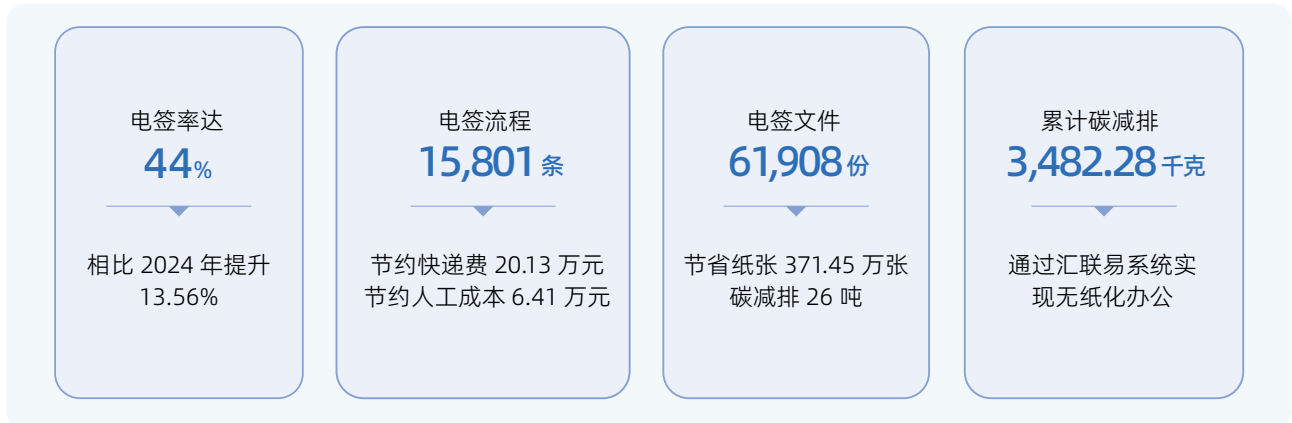 电签率达
44%
相比 2024 年提升
13.56%
电签流程
15,801 条
节约快递费 20.13 万元
节约人工成本 6.41 万元
电签文件
61,908 份
节省纸张 371.45 万张
碳减排 26 吨
累计碳减排
3,482.28 千克
通过汇联易系统实
现无纸化办公